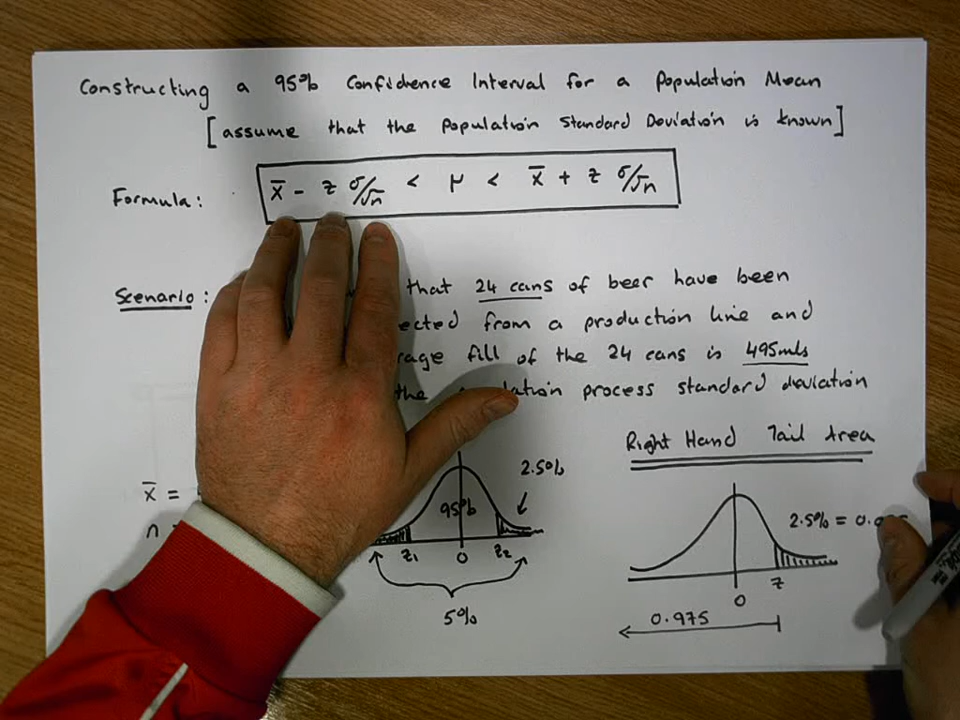 Constructing a 95% Confidence Interval for a Population Mean
[assume that the Population Standard Deviation is known]
Formula: x̄ - z σ/√n < μ < x̄ + z σ/√n
Scenario: that 24 cans of beer have been
ected from a production line and
rage fill of the 24 cans is 495mls
the lation process standard deviation
Right Hand Tail Area
x̄ =
n
95%
2.5%
z₁ 0 z₂
5%
2.5% = 0.0
0 z
0.975